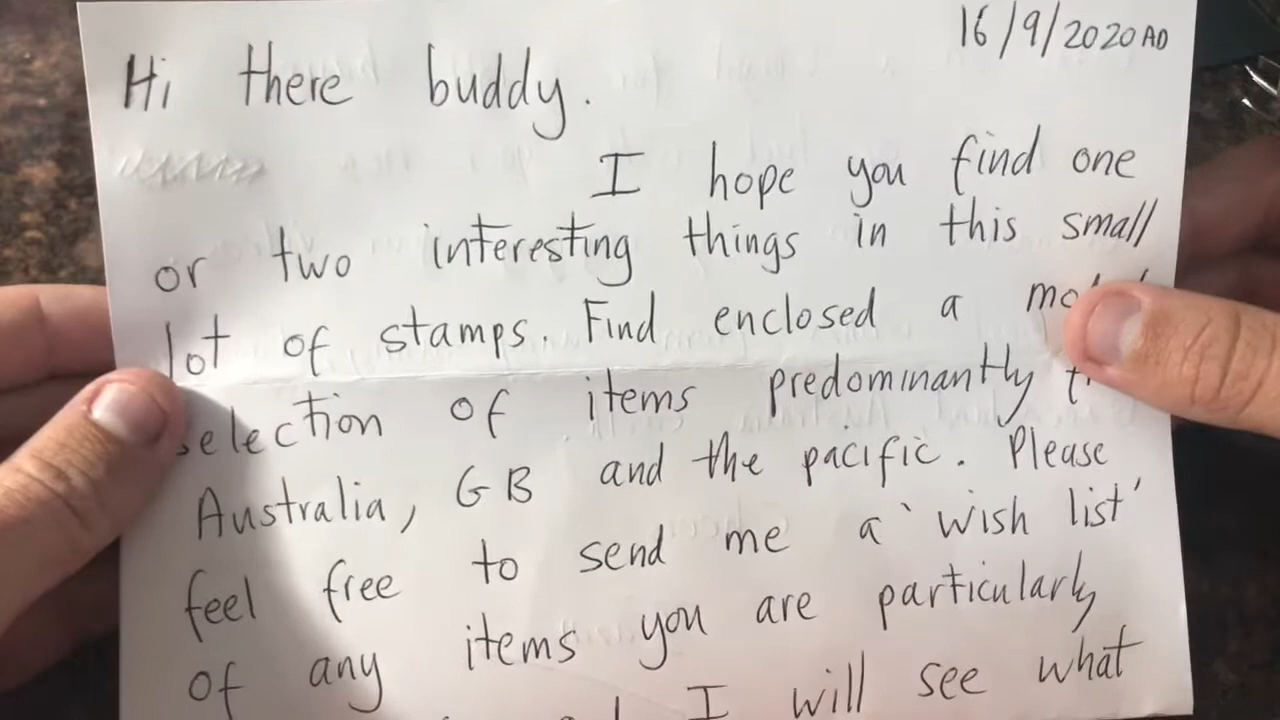 16/9/2020 AD
Hi there buddy.
I hope you find one
or two interesting things in this small
lot of stamps. Find enclosed a
selection of items predominantly
Australia, GB and the pacific. Please
feel free to send me a 'wish list'
of any items you are particularly
I will see what